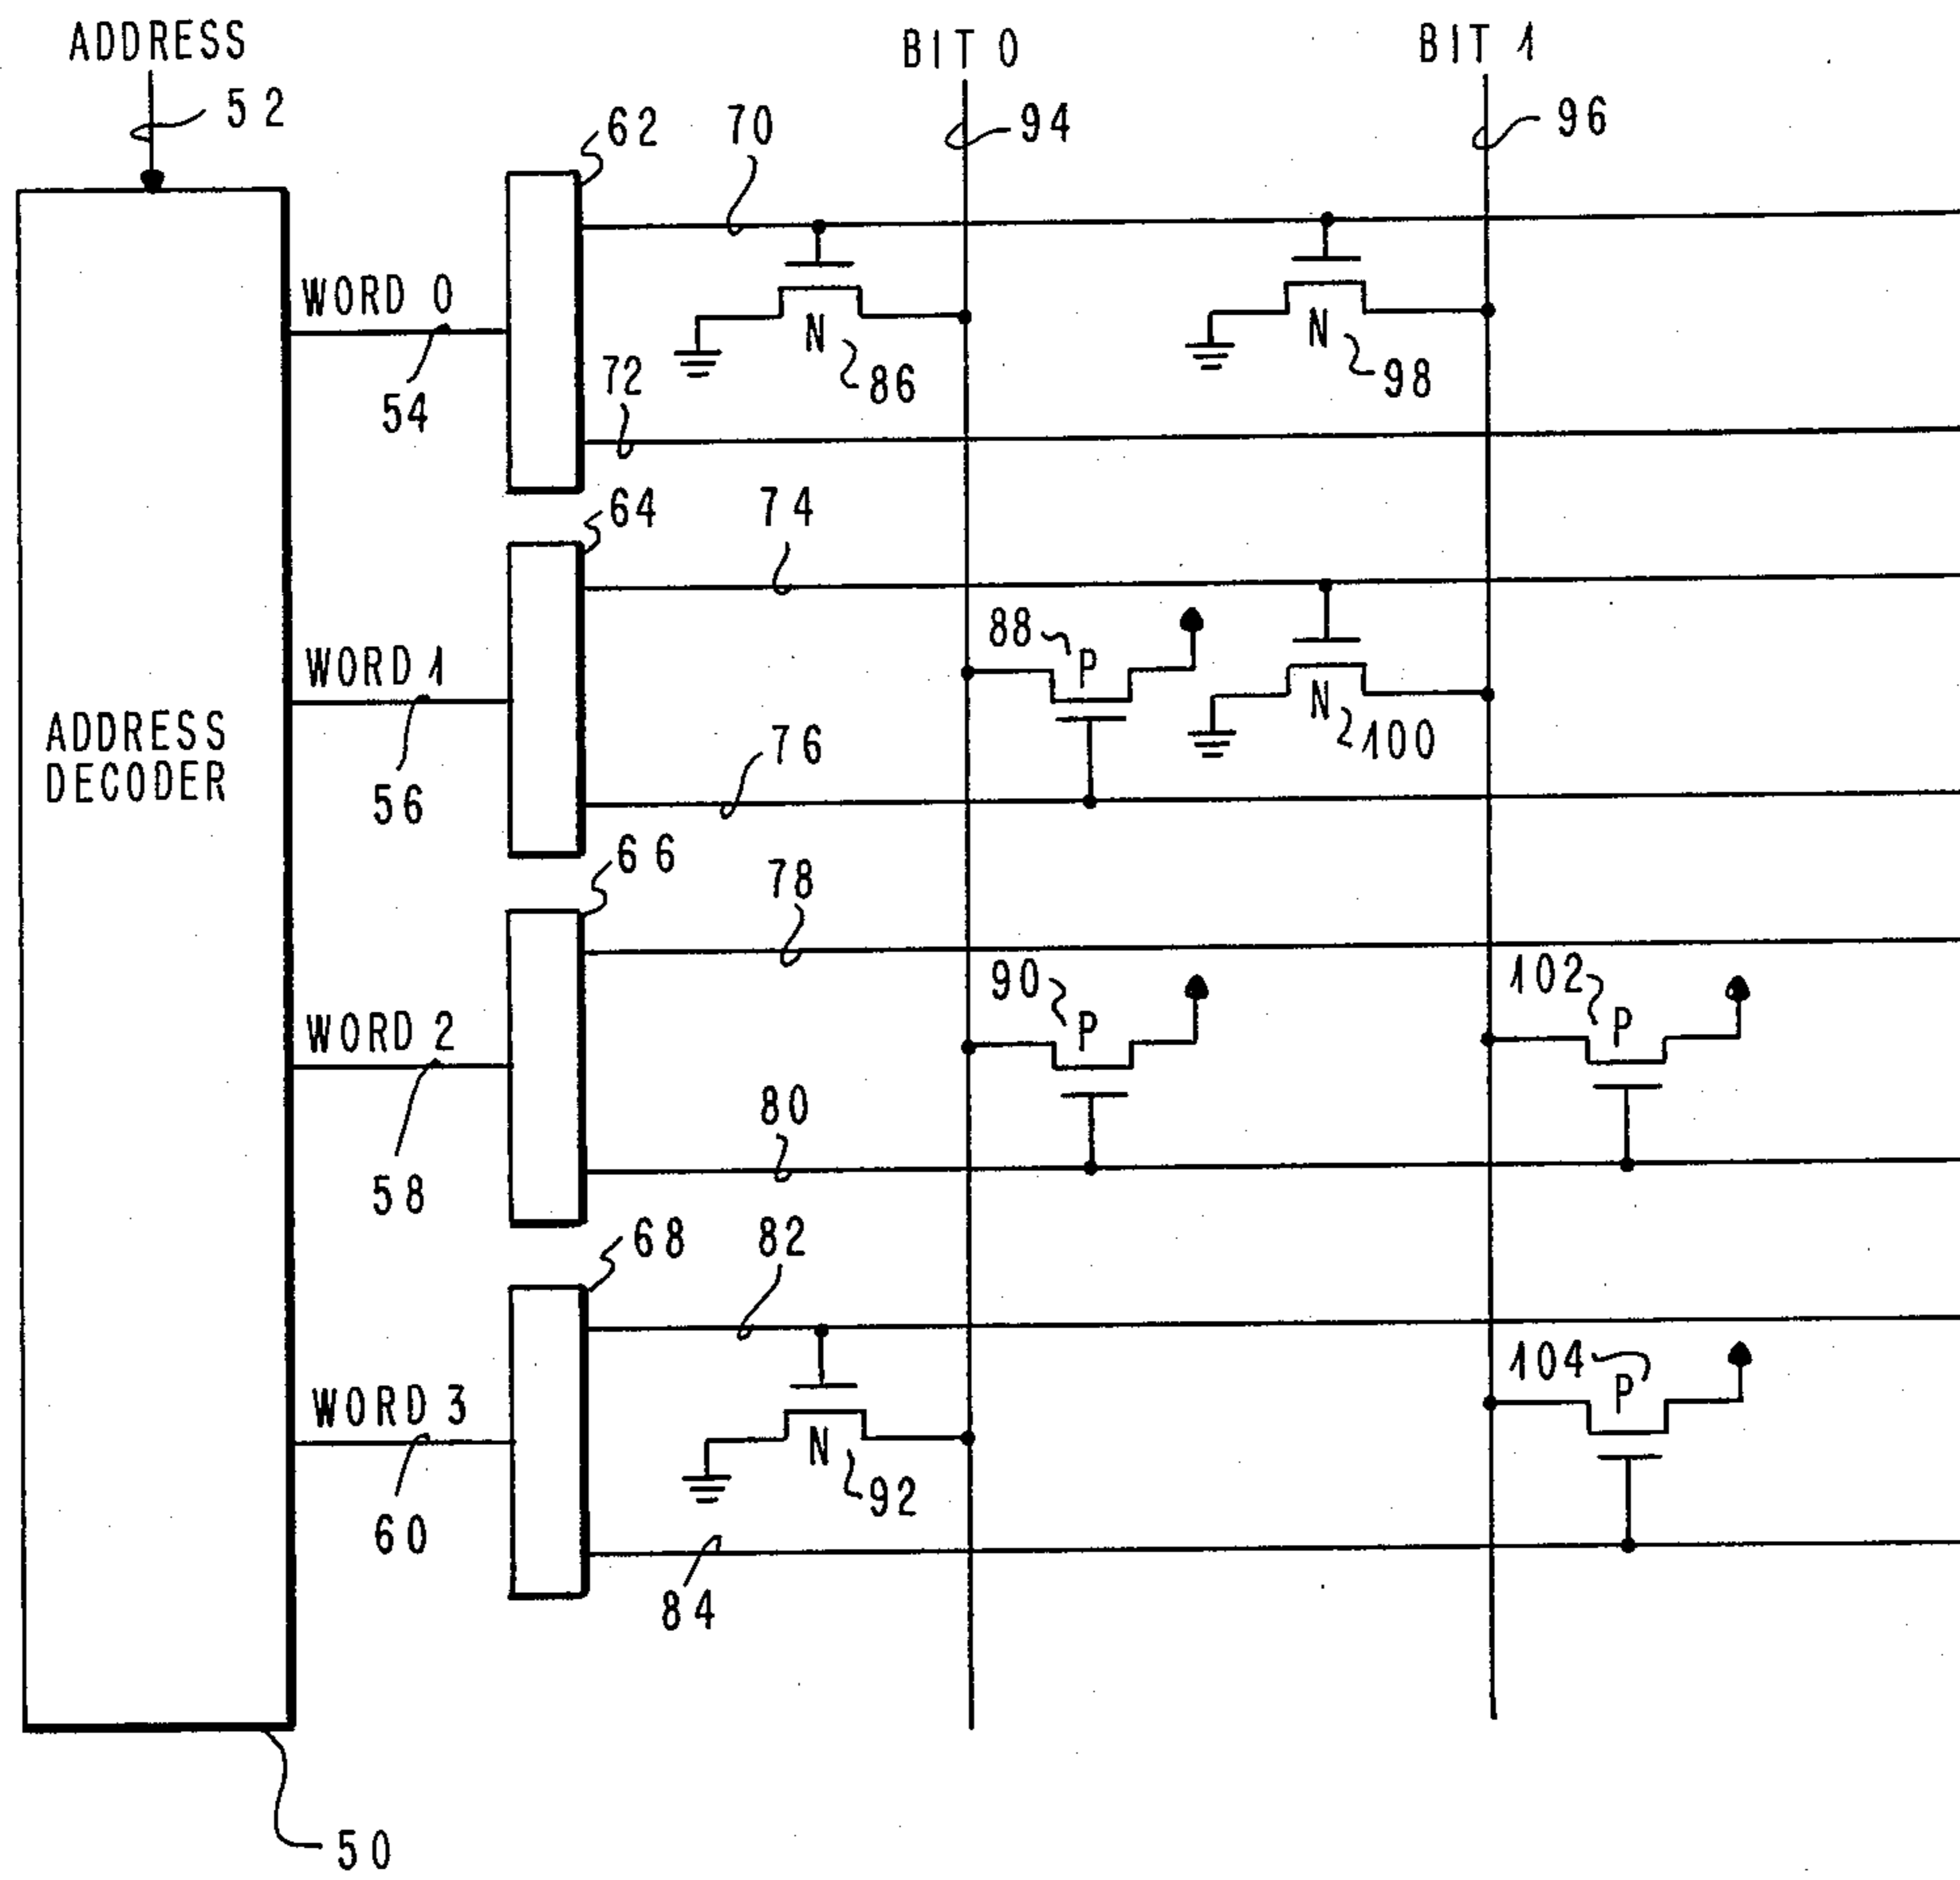 ADDRESS
52
BIT 0
BIT 1
94
96
62
70
WORD 0
54
N
86
N
98
72
64
74
WORD 1
56
88
P
N
100
76
ADDRESS
DECODER
66
78
WORD 2
58
90
P
102
P
80
68
82
WORD 3
60
N
92
104
P
84
50